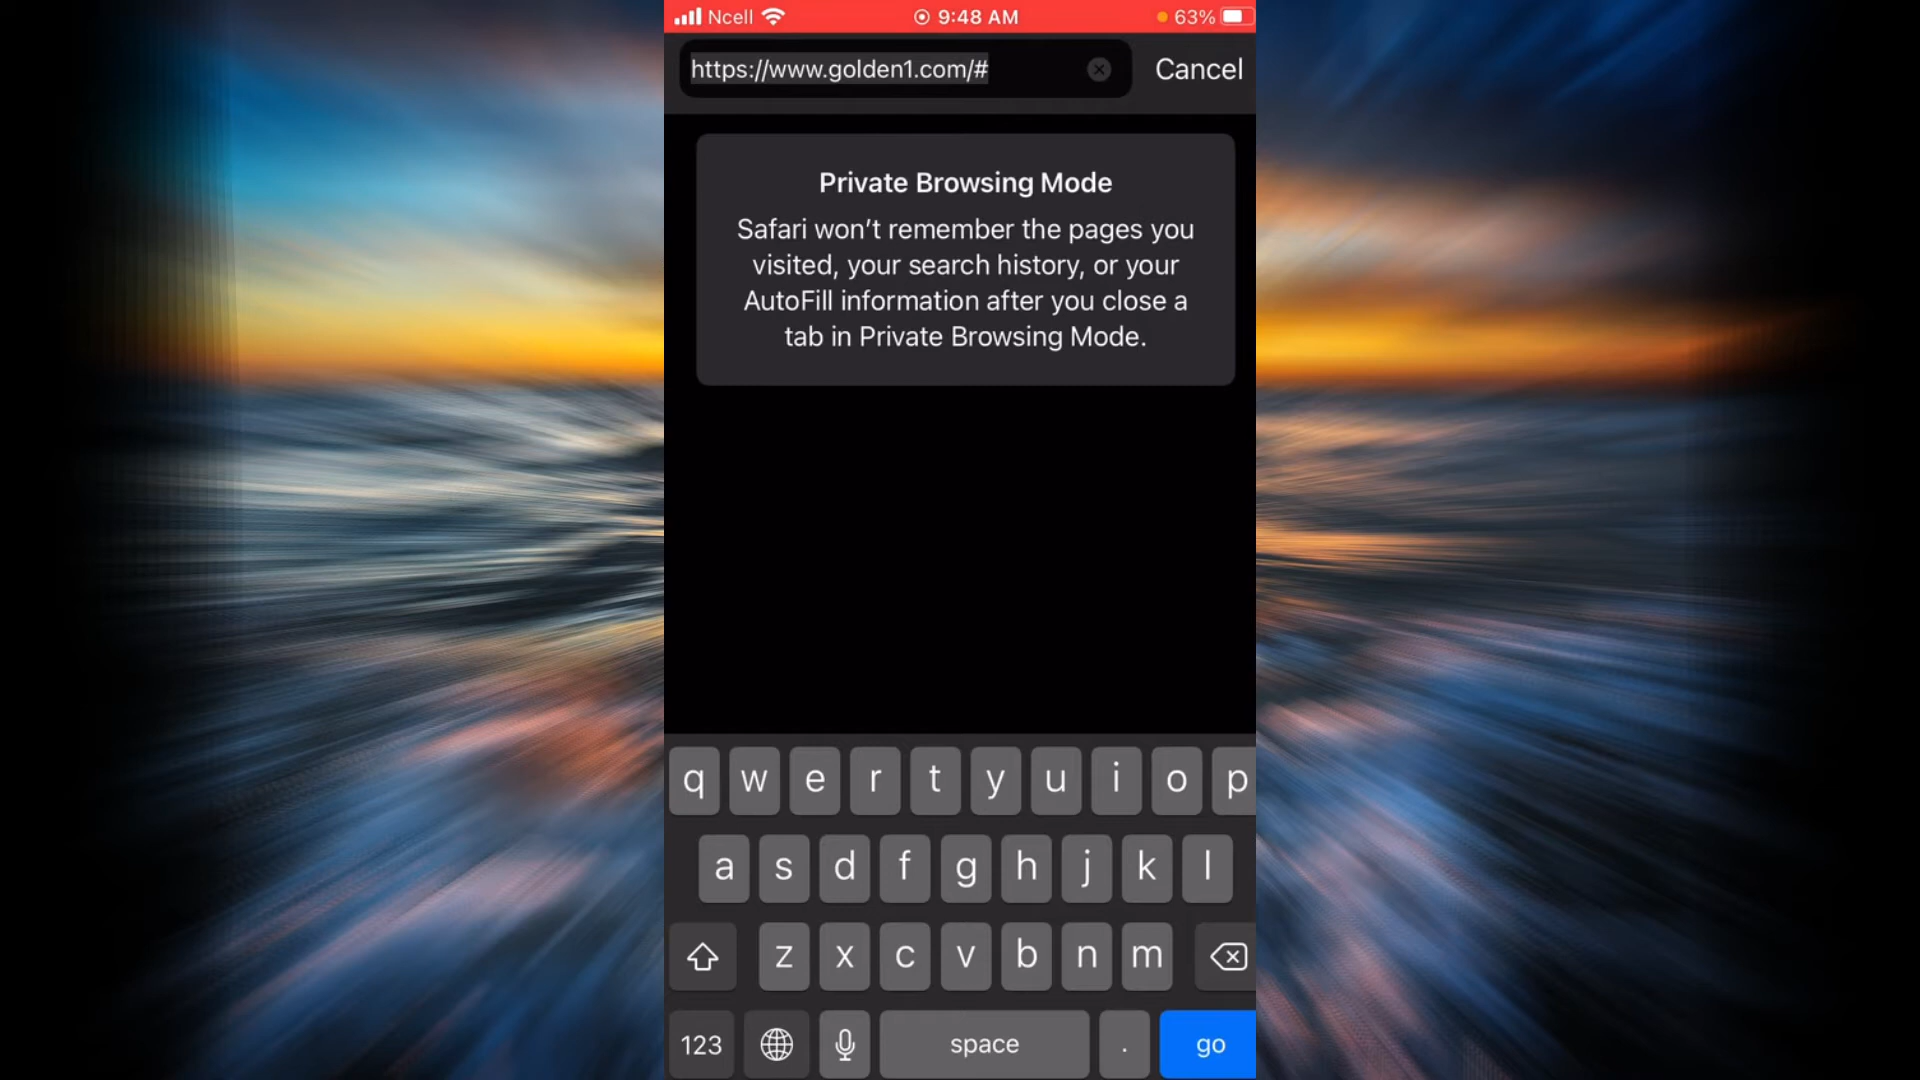 Ncell 9:48 AM 63%
https://www.golden1.com/# Cancel
Private Browsing Mode
Safari won't remember the pages you
visited, your search history, or your
AutoFill information after you close a
tab in Private Browsing Mode.
q w e r t y u i o p
a s d f g h j k l
z x c v b n m
123 space . go